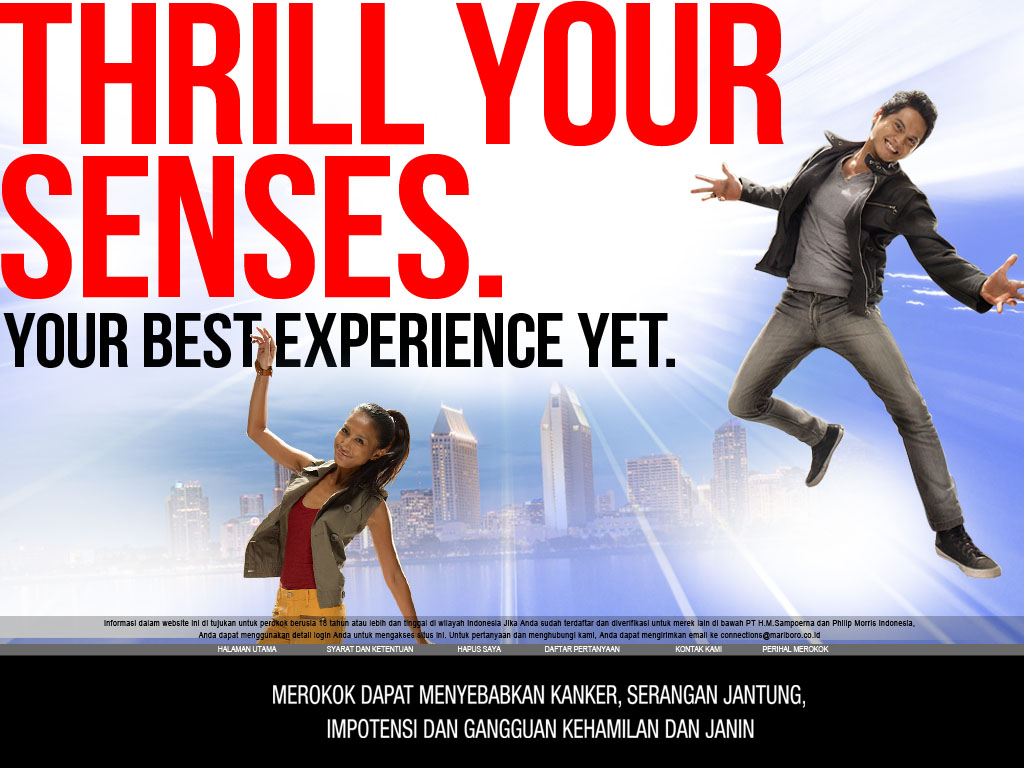 THRILL YOUR
SENSES.
YOUR BEST EXPERIENCE YET.
Informasi dalam website ini di tujukan untuk perokok berusia 18 tahun atau lebih dan tinggal di wilayah Indonesia Jika Anda sudah terdaftar dan diverifikasi untuk merek lain di bawah PT H.M.Sampoerna dan Philip Morris Indonesia,
Anda dapat menggunakan detail login Anda untuk mengakses situs ini. Untuk pertanyaan dan menghubungi kami, Anda dapat mengirimkan email ke connections@marlboro.co.id
HALAMAN UTAMA SYARAT DAN KETENTUAN HAPUS SAYA DAFTAR PERTANYAAN KONTAK KAMI PERIHAL MEROKOK
MEROKOK DAPAT MENYEBABKAN KANKER, SERANGAN JANTUNG,
IMPOTENSI DAN GANGGUAN KEHAMILAN DAN JANIN